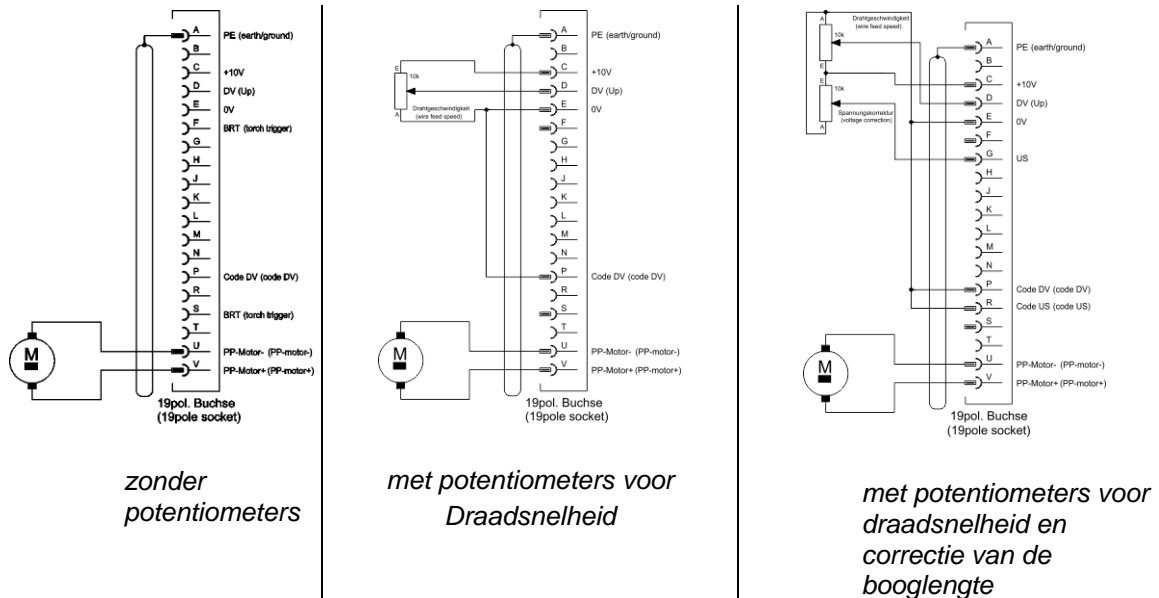 A PE (earth/ground)
B
C +10V
D DV (Up)
E 0V
F BRT (torch trigger)
G
H
J
K
L
M
N
P Code DV (code DV)
R
S BRT (torch trigger)
T
U PP-Motor- (PP-motor-)
V PP-Motor+ (PP-motor+)
M
19pol. Buchse
(19pole socket)
zonder
potentiometers
A PE (earth/ground)
B
E
10k
C +10V
D DV (Up)
A
Drahtgeschwindigkeit
(wire feed speed)
E 0V
F
G
H
J
K
L
M
N
P Code DV (code DV)
R
S
T
U PP-Motor- (PP-motor-)
V PP-Motor+ (PP-motor+)
M
19pol. Buchse
(19pole socket)
met potentiometers voor
Draadsnelheid
A
Drahtgeschwindigkeit
(wire feed speed)
10k
E
E
10k
Spannungskorrektur
(voltage correction)
A
A PE (earth/ground)
B
C +10V
D DV (Up)
E 0V
F
G US
H
J
K
L
M
N
P Code DV (code DV)
R Code US (code US)
S
T
U PP-Motor- (PP-motor-)
V PP-Motor+ (PP-motor+)
M
19pol. Buchse
(19pole socket)
met potentiometers voor
draadsnelheid en
correctie van de
booglengte